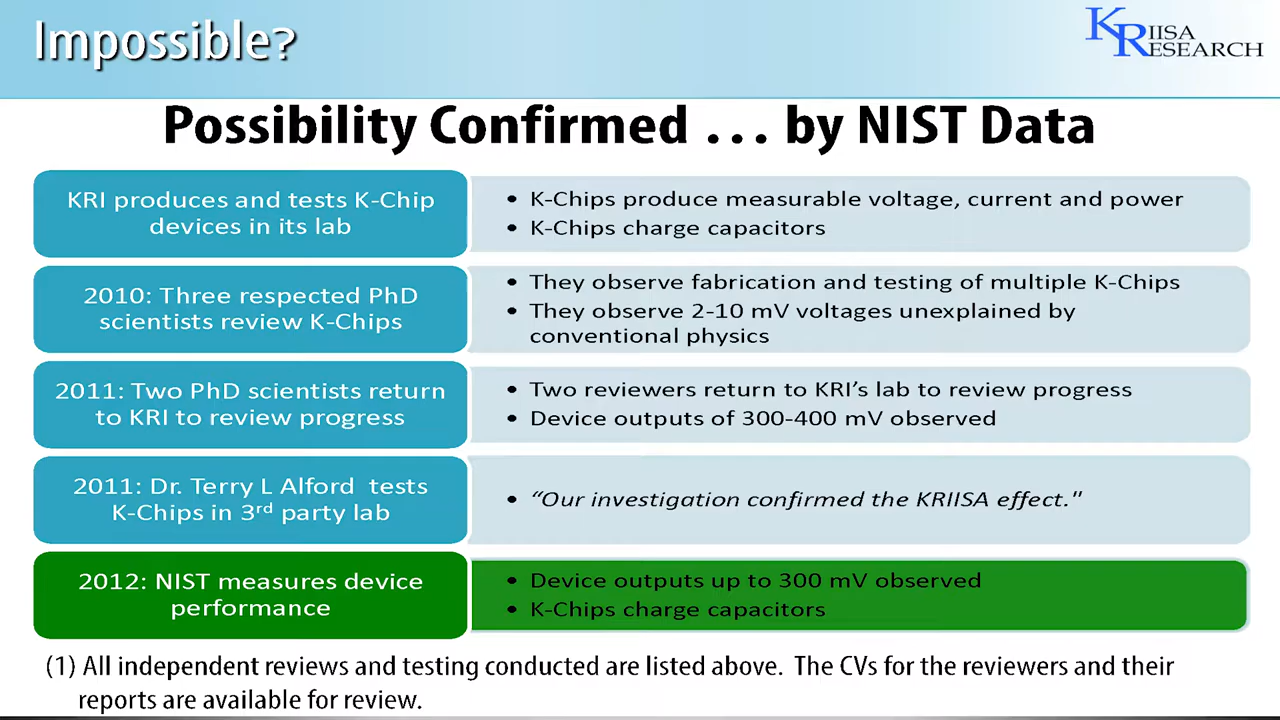 Impossible?
KRIISA
RESEARCH
Possibility Confirmed . . . by NIST Data
KRI produces and tests K-Chip
devices in its lab
• K-Chips produce measurable voltage, current and power
• K-Chips charge capacitors
2010: Three respected PhD
scientists review K-Chips
• They observe fabrication and testing of multiple K-Chips
• They observe 2-10 mV voltages unexplained by
conventional physics
2011: Two PhD scientists return
to KRI to review progress
• Two reviewers return to KRI’s lab to review progress
• Device outputs of 300-400 mV observed
2011: Dr. Terry L Alford tests
K-Chips in 3rd party lab
• “Our investigation confirmed the KRIISA effect."
2012: NIST measures device
performance
• Device outputs up to 300 mV observed
• K-Chips charge capacitors
(1) All independent reviews and testing conducted are listed above. The CVs for the reviewers and their
reports are available for review.